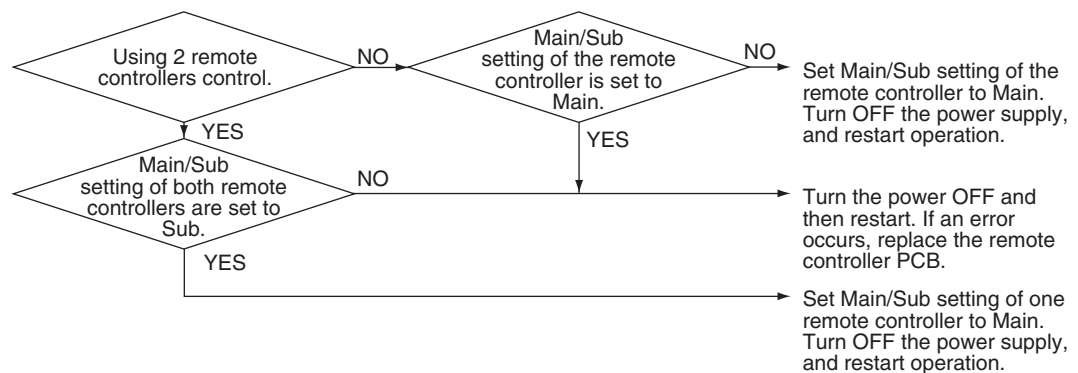 Using 2 remote
controllers control.
NO
Main/Sub
setting of the remote
controller is set to
Main.
NO
Set Main/Sub setting of the
remote controller to Main.
Turn OFF the power supply,
and restart operation.
YES
YES
Main/Sub
setting of both remote
controllers are set to
Sub.
NO
Turn the power OFF and
then restart. If an error
occurs, replace the remote
controller PCB.
YES
Set Main/Sub setting of one
remote controller to Main.
Turn OFF the power supply,
and restart operation.